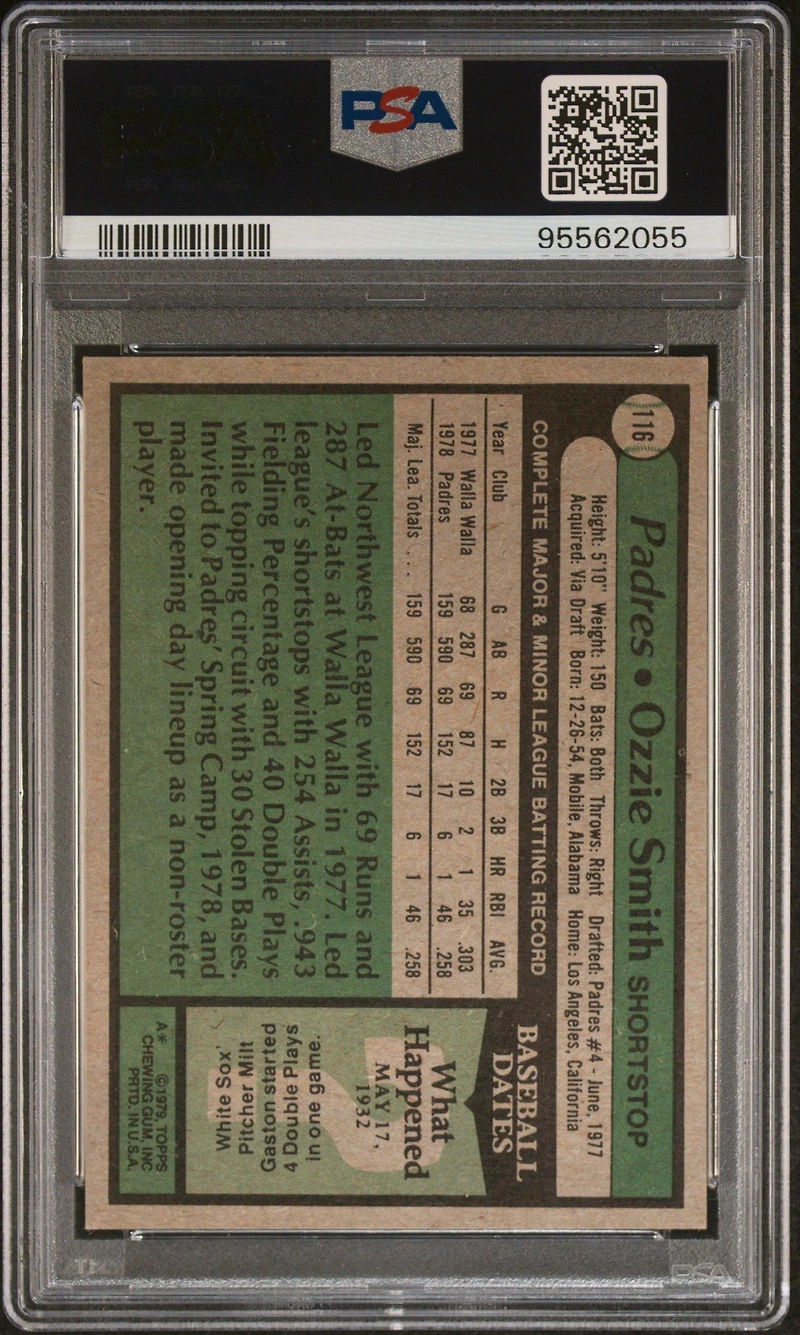 PSA PSA PSA
PSA
PSA PSA PSA
PSA
95562055
116
Padres • Ozzie Smith SHORTSTOP
Height: 5'10" Weight: 150 Bats: Both Throws: Right Drafted: Padres #4 - June, 1977
Acquired: Via Draft Born: 12-26-54, Mobile, Alabama Home: Los Angeles, California
COMPLETE MAJOR & MINOR LEAGUE BATTING RECORD
Year Club G AB R H 2B 3B HR RBI AVG.
1977 Walla Walla 68 287 69 87 10 2 1 35 .303
1978 Padres 159 590 69 152 17 6 1 46 .258
Maj. Lea. Totals . . . 159 590 69 152 17 6 1 46 .258
Led Northwest League with 69 Runs and
287 At-Bats at Walla Walla in 1977. Led
league's shortstops with 254 Assists, .943
Fielding Percentage and 40 Double Plays
while topping circuit with 30 Stolen Bases.
Invited to Padres' Spring Camp, 1978, and
made opening day lineup as a non-roster
player.
BASEBALL
DATES
What
Happened
MAY 17,
1932
White Sox'
Pitcher Milt
Gaston started
4 Double Plays
in one game.
A* ©1979, TOPPS
CHEWING GUM, INC
PRTD. IN U.S.A.
PSA